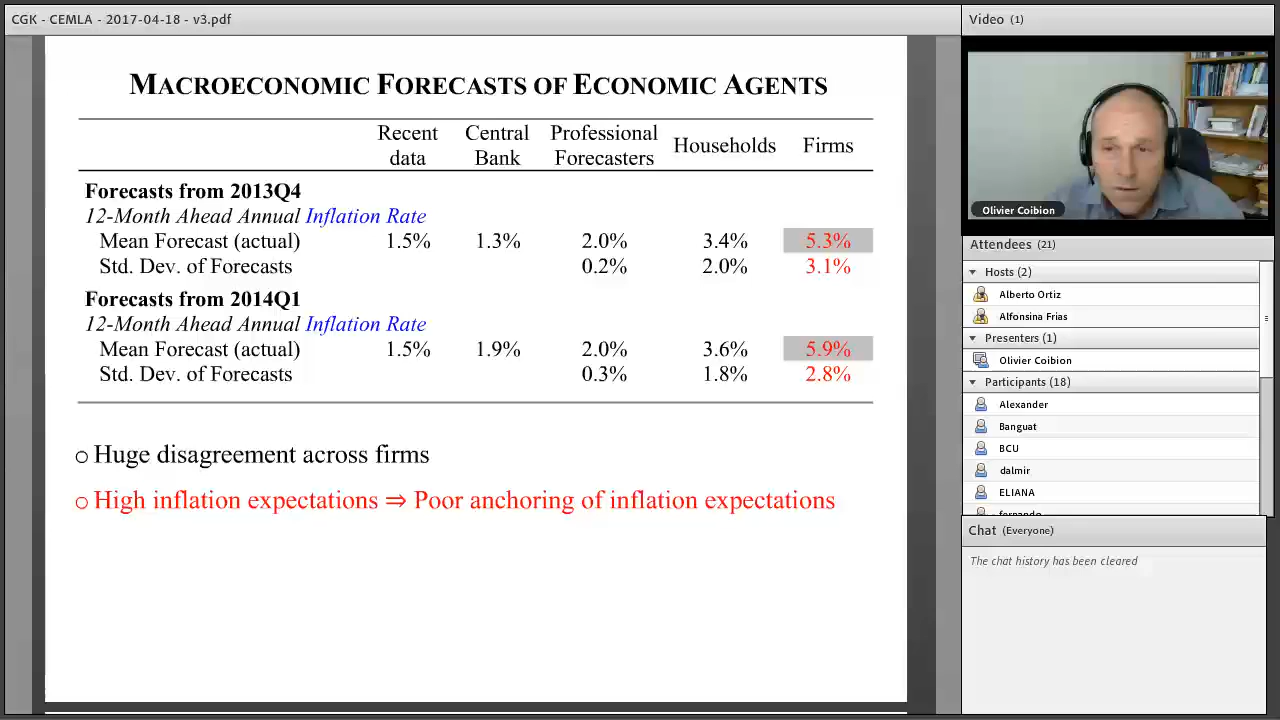 CGK - CEMLA - 2017-04-18 - v3.pdf
MACROECONOMIC FORECASTS OF ECONOMIC AGENTS
Recent data Central Bank Professional Forecasters Households Firms
Forecasts from 2013Q4
12-Month Ahead Annual Inflation Rate
Mean Forecast (actual) 1.5% 1.3% 2.0% 3.4% 5.3%
Std. Dev. of Forecasts 0.2% 2.0% 3.1%
Forecasts from 2014Q1
12-Month Ahead Annual Inflation Rate
Mean Forecast (actual) 1.5% 1.9% 2.0% 3.6% 5.9%
Std. Dev. of Forecasts 0.3% 1.8% 2.8%
o Huge disagreement across firms
o High inflation expectations ⇒ Poor anchoring of inflation expectations
Video (1)
Olivier Coibion
Attendees (21)
Hosts (2)
Alberto Ortiz
Alfonsina Frias
Presenters (1)
Olivier Coibion
Participants (18)
Alexander
Banguat
BCU
dalmir
ELIANA
fernando
Chat (Everyone)
The chat history has been cleared